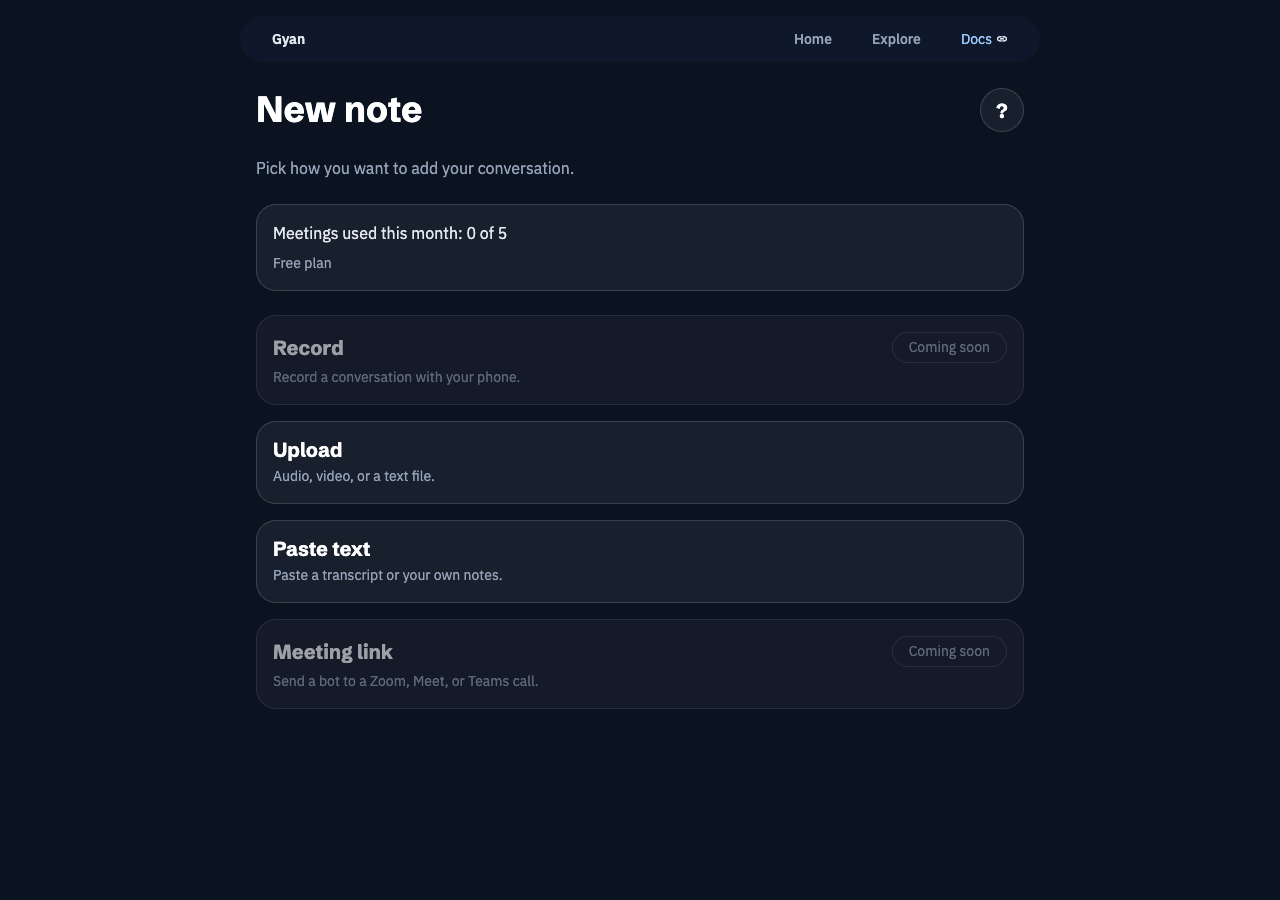 Gyan
Home
Explore
Docs
New note
?
Pick how you want to add your conversation.
Meetings used this month: 0 of 5
Free plan
Record
Coming soon
Record a conversation with your phone.
Upload
Audio, video, or a text file.
Paste text
Paste a transcript or your own notes.
Meeting link
Coming soon
Send a bot to a Zoom, Meet, or Teams call.